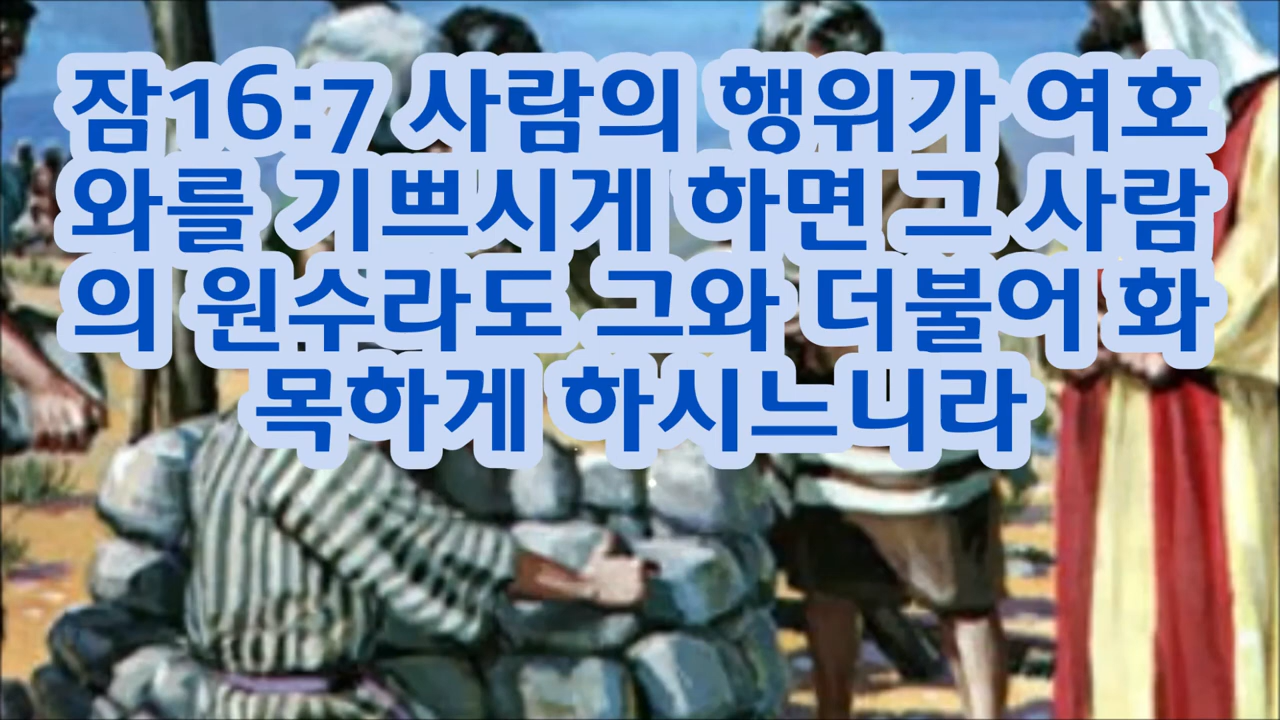 잠16:7 사람의 행위가 여호
와를 기쁘시게 하면 그 사람
의 원수라도 그와 더불어 화
목하게 하시느니라